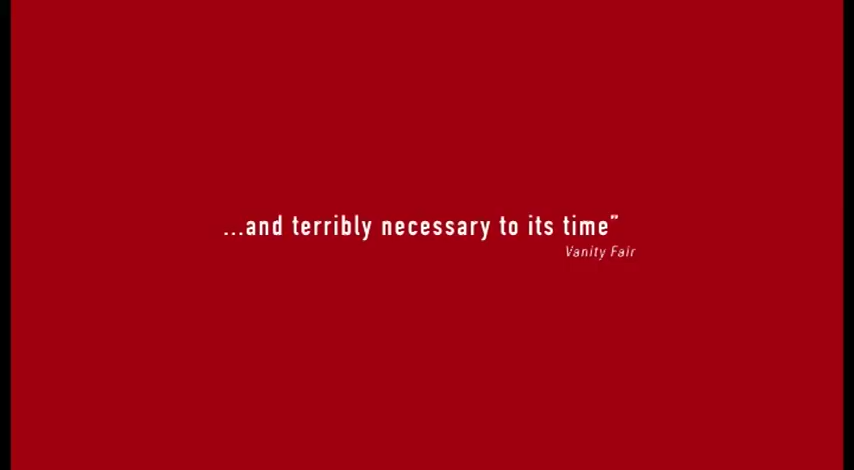 ...and terribly necessary to its time”
Vanity Fair